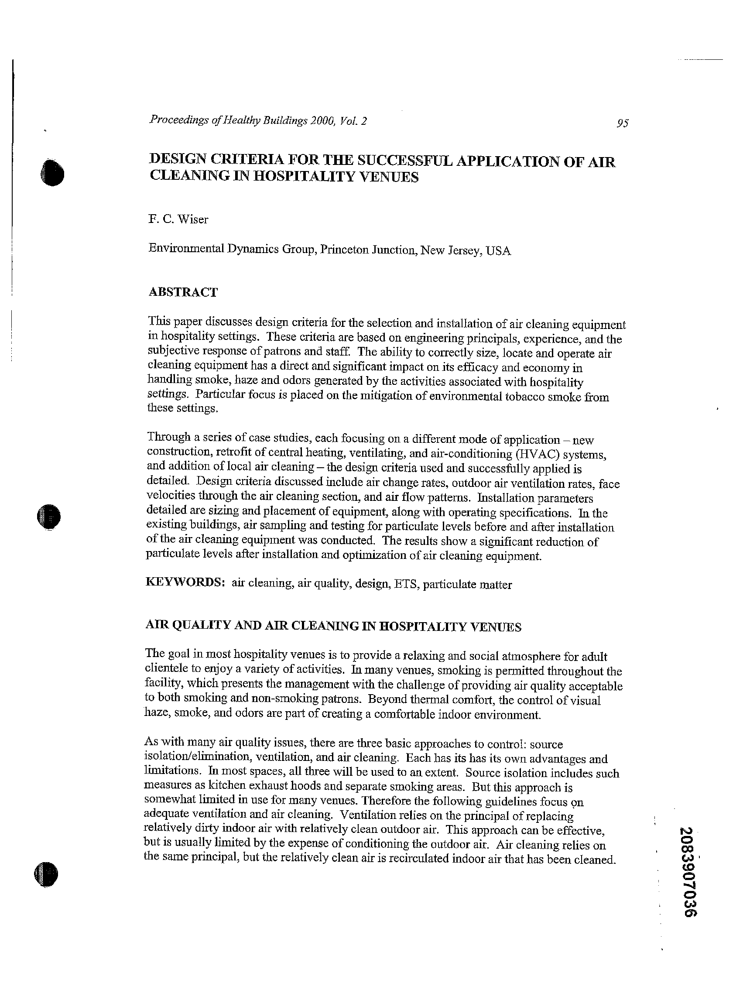 Proceedings of Healthy Buildings 2000, Vol. 2 95
DESIGN CRITERIA FOR THE SUCCESSFUL APPLICATION OF AIR
CLEANING IN HOSPITALITY VENUES
F. C. Wiser
Environmental Dynamics Group, Princeton Junction, New Jersey, USA
ABSTRACT
This paper discusses design criteria for the selection and installation of air cleaning equipment
in hospitality settings. These criteria are based on engineering principals, experience, and the
subjective response of patrons and staff. The ability to correctly size, locate and operate air
cleaning equipment has a direct and significant impact on its efficacy and economy in
handling smoke, haze and odors generated by the activities associated with hospitality
settings. Particular focus is placed on the mitigation of environmental tobacco smoke from
these settings.
Through a series of case studies, each focusing on a different mode of application – new
construction, retrofit of central heating, ventilating, and air-conditioning (HVAC) systems,
and addition of local air cleaning – the design criteria used and successfully applied is
detailed. Design criteria discussed include air change rates, outdoor air ventilation rates, face
velocities through the air cleaning section, and air flow patterns. Installation parameters
detailed are sizing and placement of equipment, along with operating specifications. In the
existing buildings, air sampling and testing for particulate levels before and after installation
of the air cleaning equipment was conducted. The results show a significant reduction of
particulate levels after installation and optimization of air cleaning equipment.
KEYWORDS: air cleaning, air quality, design, ETS, particulate matter
AIR QUALITY AND AIR CLEANING IN HOSPITALITY VENUES
The goal in most hospitality venues is to provide a relaxing and social atmosphere for adult
clientele to enjoy a variety of activities. In many venues, smoking is permitted throughout the
facility, which presents the management with the challenge of providing air quality acceptable
to both smoking and non-smoking patrons. Beyond thermal comfort, the control of visual
haze, smoke, and odors are part of creating a comfortable indoor environment.
As with many air quality issues, there are three basic approaches to control: source
isolation/elimination, ventilation, and air cleaning. Each has its has its own advantages and
limitations. In most spaces, all three will be used to an extent. Source isolation includes such
measures as kitchen exhaust hoods and separate smoking areas. But this approach is
somewhat limited in use for many venues. Therefore the following guidelines focus on
adequate ventilation and air cleaning. Ventilation relies on the principal of replacing
relatively dirty indoor air with relatively clean outdoor air. This approach can be effective,
but is usually limited by the expense of conditioning the outdoor air. Air cleaning relies on
the same principal, but the relatively clean air is recirculated indoor air that has been cleaned.
2083907036